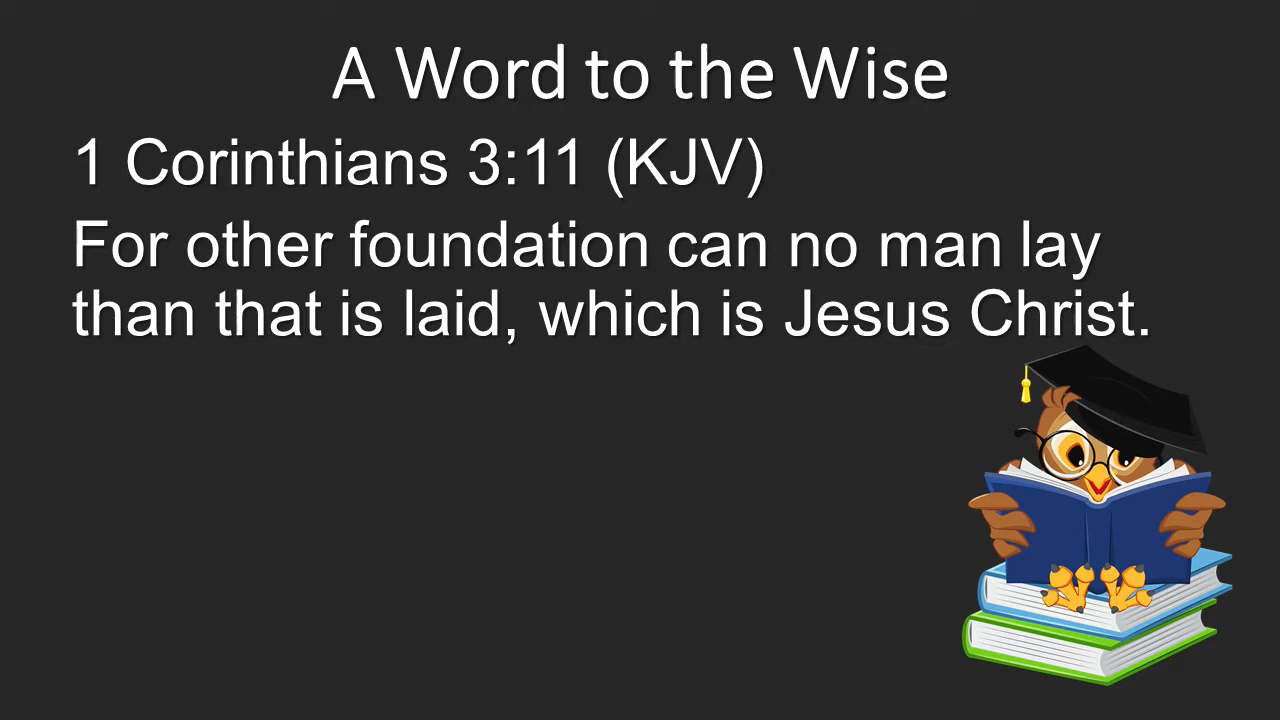 A Word to the Wise
1 Corinthians 3:11 (KJV)
For other foundation can no man lay
than that is laid, which is Jesus Christ.